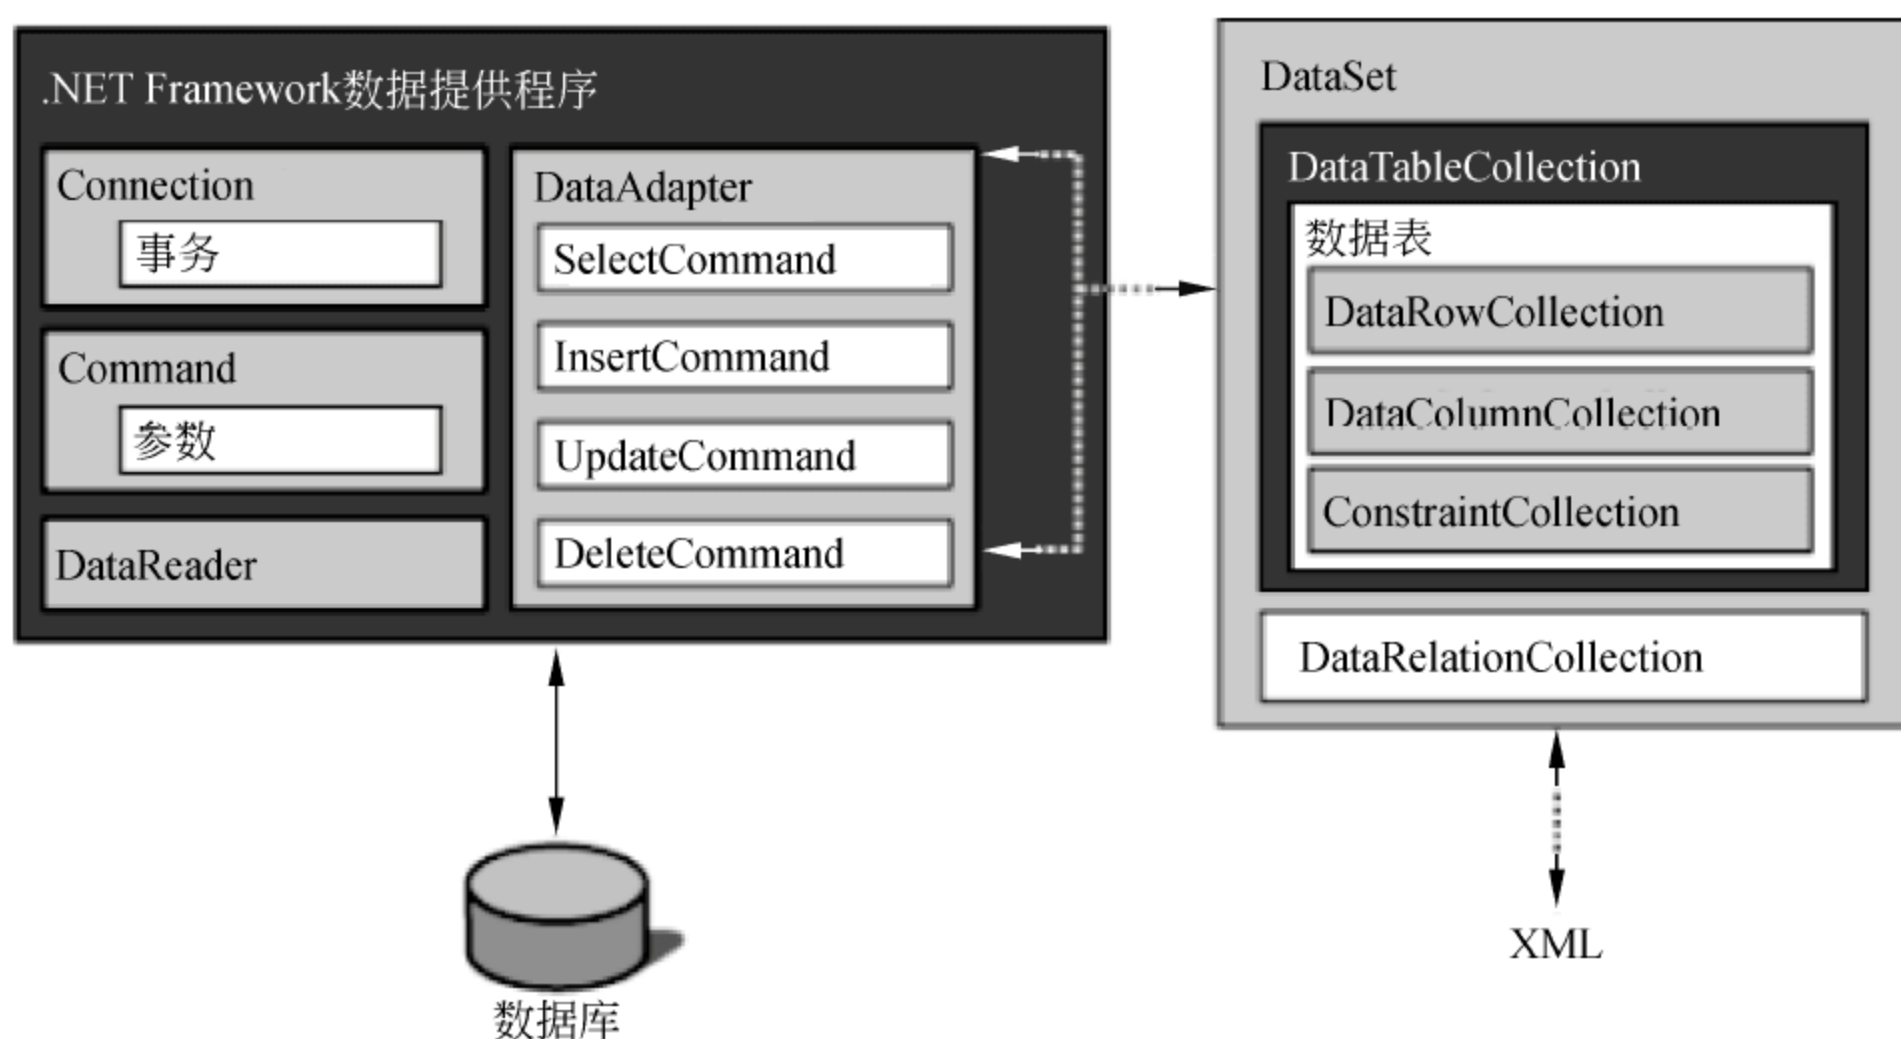 .NET Framework数据提供程序
Connection
事务
Command
参数
DataReader
DataAdapter
SelectCommand
InsertCommand
UpdateCommand
DeleteCommand
数据库
DataSet
DataTableCollection
数据表
DataRowCollection
DataColumnCollection
ConstraintCollection
DataRelationCollection
XML